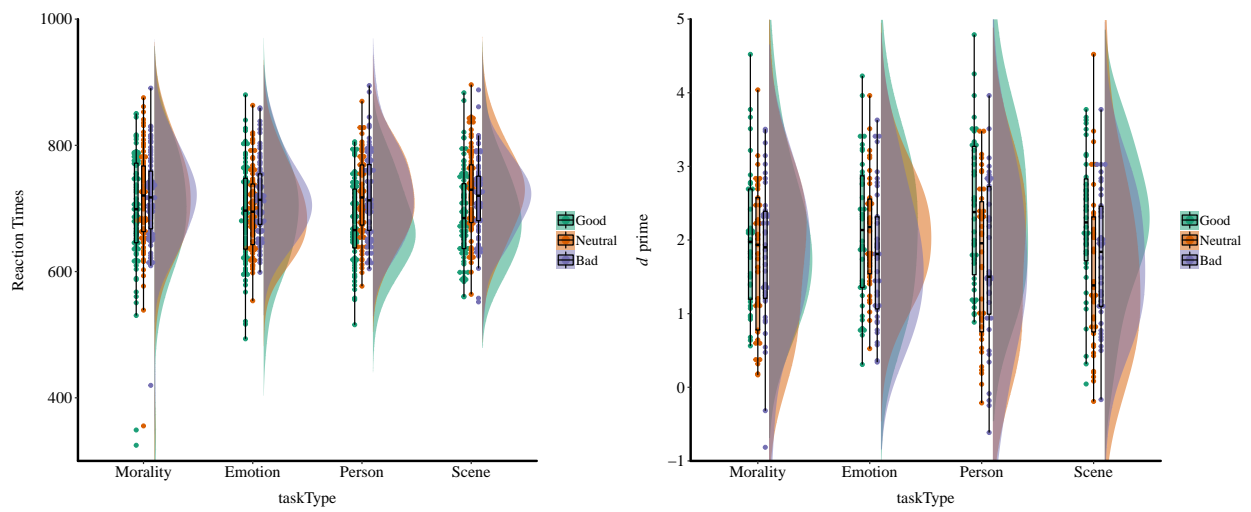 1000
800
600
400
Reaction Times
Morality Emotion Person Scene
taskType
Good
Neutral
Bad
5
4
3
2
1
0
−1
d prime
Morality Emotion Person Scene
taskType
Good
Neutral
Bad